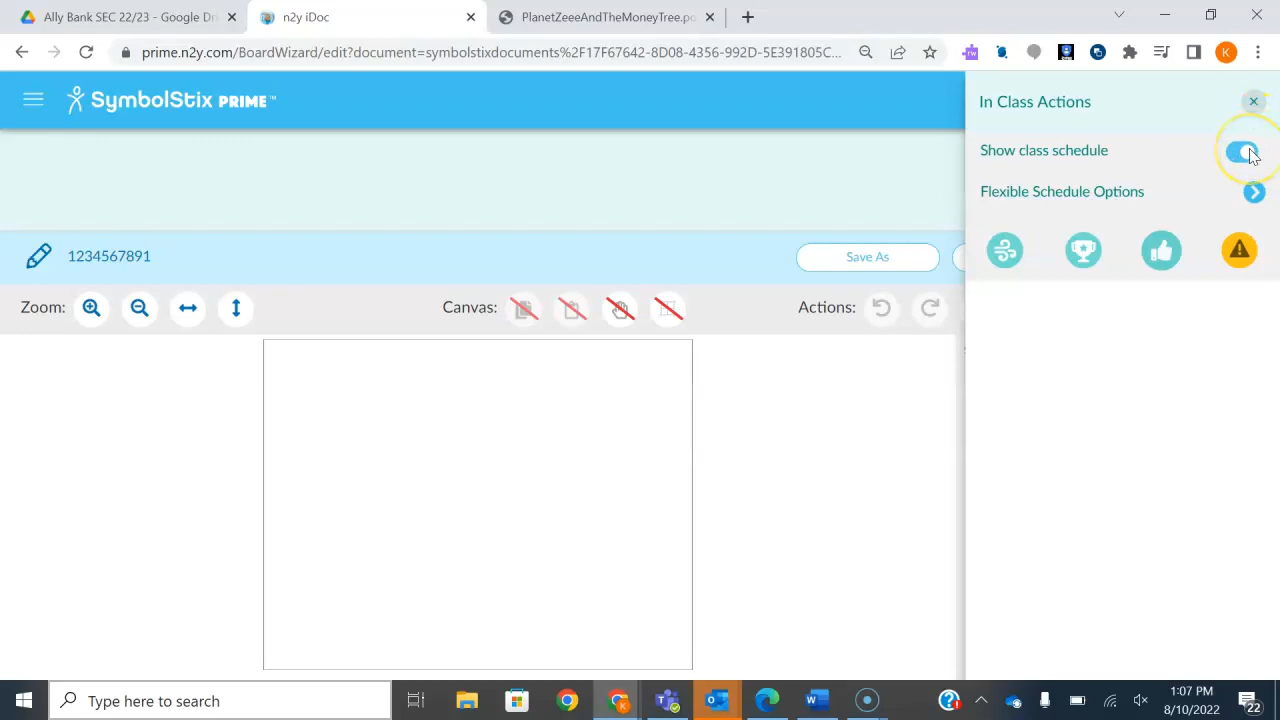 Ally Bank SEC 22/23 - Google Dr
n2y iDoc
PlanetZeeeAndTheMoneyTree.po
prime.n2y.com/BoardWizard/edit?document=symbolstixdocuments%2F17F67642-8D08-4356-992D-5E391805C...
K
SymbolStix PRIME™
In Class Actions
Show class schedule
Flexible Schedule Options
1234567891
Save As
Zoom:
Canvas:
Actions:
Type here to search
1:07 PM
8/10/2022
22